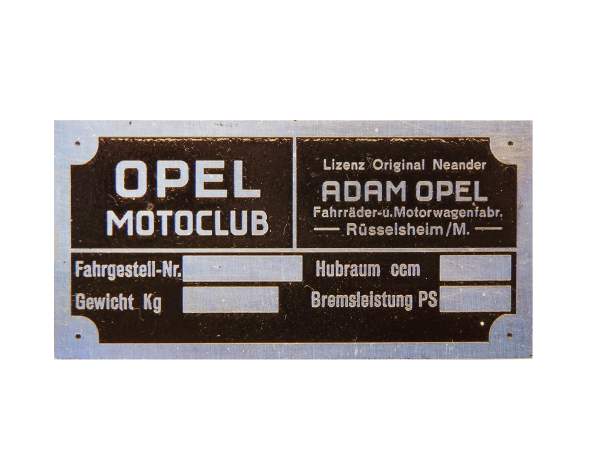 OPEL
MOTOCLUB
Lizenz Original Neander
ADAM OPEL
Fahrräder-u.Motorwagenfabr.
Rüsselsheim/M.
Fahrgestell-Nr.
Hubraum ccm
Gewicht Kg
Bremsleistung PS